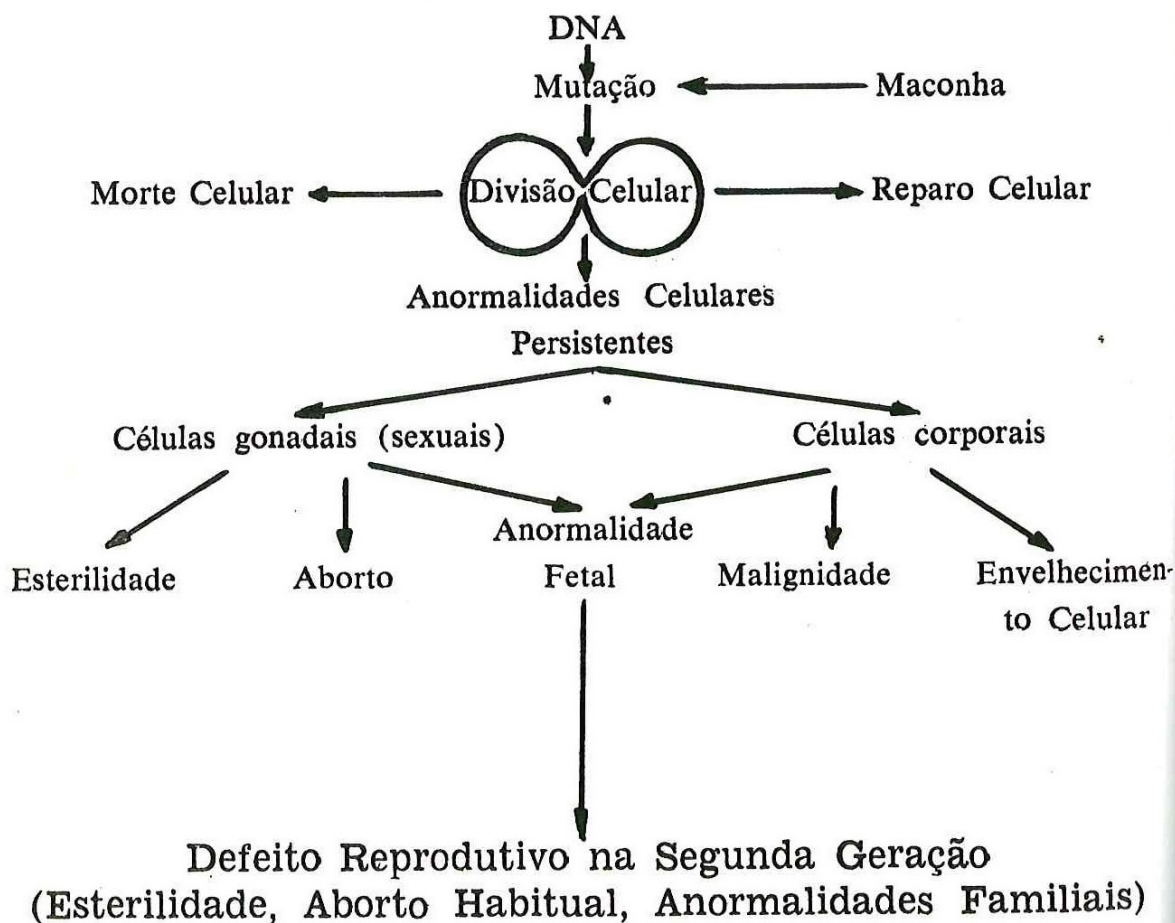 DNA
Mutação
Maconha
Morte Celular
Divisão Celular
Reparo Celular
Anormalidades Celulares
Persistentes
Células gonadais (sexuais)
Células corporais
Esterilidade
Aborto
Anormalidade
Fetal
Malignidade
Envelhecimen-
to Celular
Defeito Reprodutivo na Segunda Geração
(Esterilidade, Aborto Habitual, Anormalidades Familiais)